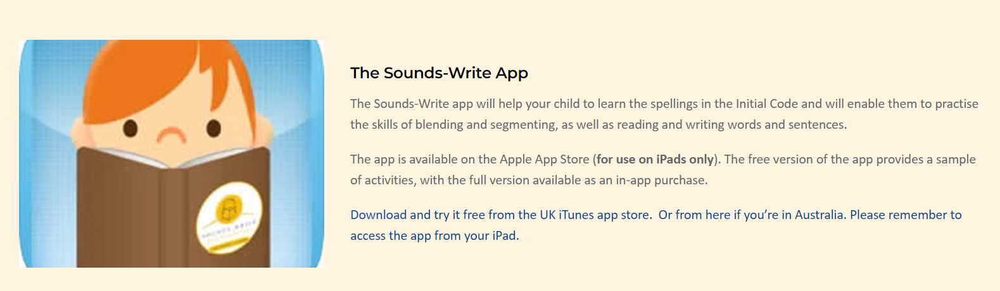 The Sounds-Write App
The Sounds-Write app will help your child to learn the spellings in the Initial Code and will enable them to practise
the skills of blending and segmenting, as well as reading and writing words and sentences.
The app is available on the Apple App Store (for use on iPads only). The free version of the app provides a sample
of activities, with the full version available as an in-app purchase.
Download and try it free from the UK iTunes app store.  Or from here if you’re in Australia. Please remember to
access the app from your iPad.
SOUNDS-WRITE